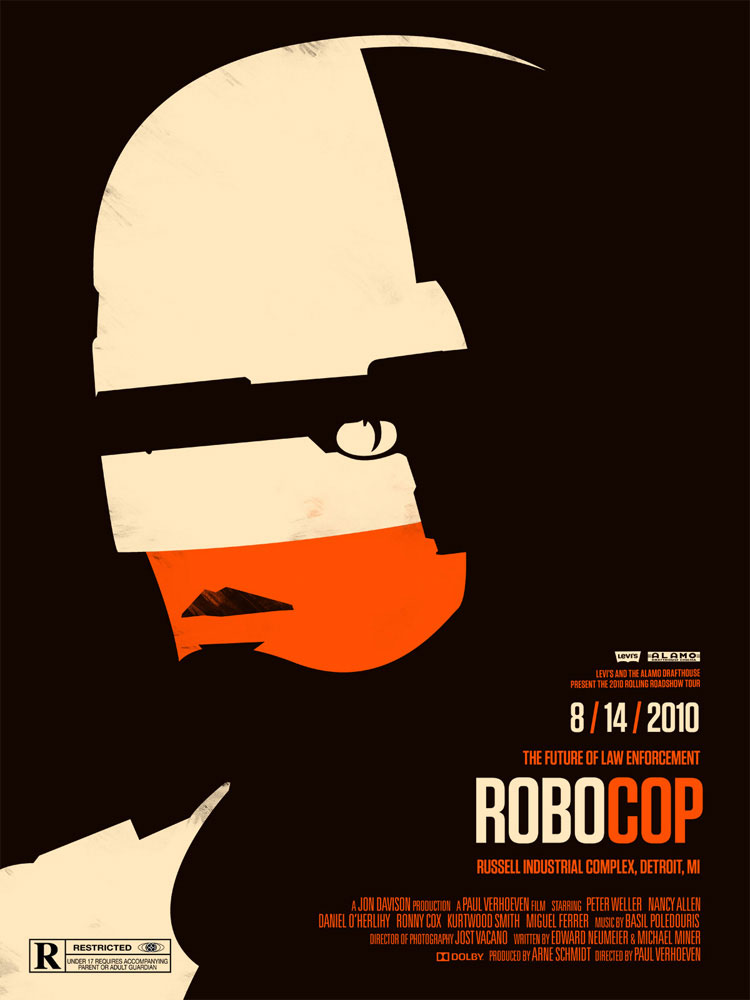 LEVI'S ALAMO
DRAFTHOUSE CINEMA
LEVI'S AND THE ALAMO DRAFTHOUSE
PRESENT THE 2010 ROLLING ROADSHOW TOUR
8 / 14 / 2010
THE FUTURE OF LAW ENFORCEMENT
ROBOCOP
RUSSELL INDUSTRIAL COMPLEX, DETROIT, MI
A JON DAVISON PRODUCTION A PAUL VERHOEVEN FILM STARRING PETER WELLER NANCY ALLEN
DANIEL O'HERLIHY RONNY COX KURTWOOD SMITH MIGUEL FERRER MUSIC BY BASIL POLEDOURIS
DIRECTOR OF PHOTOGRAPHY JOST VACANO WRITTEN BY EDWARD NEUMEIER & MICHAEL MINER
DOLBY PRODUCED BY ARNE SCHMIDT DIRECTED BY PAUL VERHOEVEN
R RESTRICTED
UNDER 17 REQUIRES ACCOMPANYING
PARENT OR ADULT GUARDIAN